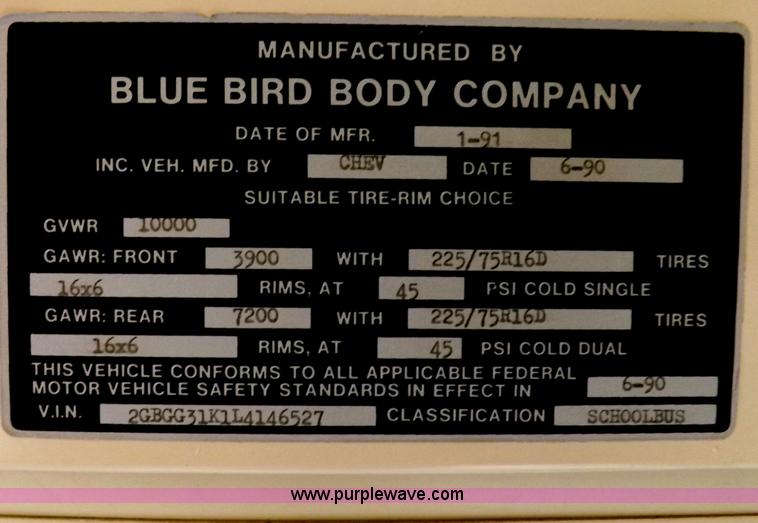 MANUFACTURED BY
BLUE BIRD BODY COMPANY
DATE OF MFR. 1-91
INC. VEH. MFD. BY CHEV DATE 6-90
SUITABLE TIRE-RIM CHOICE
GVWR 10000
GAWR: FRONT 3900 WITH 225/75R16D TIRES
16x6 RIMS, AT 45 PSI COLD SINGLE
GAWR: REAR 7200 WITH 225/75R16D TIRES
16x6 RIMS, AT 45 PSI COLD DUAL
THIS VEHICLE CONFORMS TO ALL APPLICABLE FEDERAL
MOTOR VEHICLE SAFETY STANDARDS IN EFFECT IN 6-90
V.I.N. 2GBGG31K1L4146527 CLASSIFICATION SCHOOLBUS
www.purplewave.com